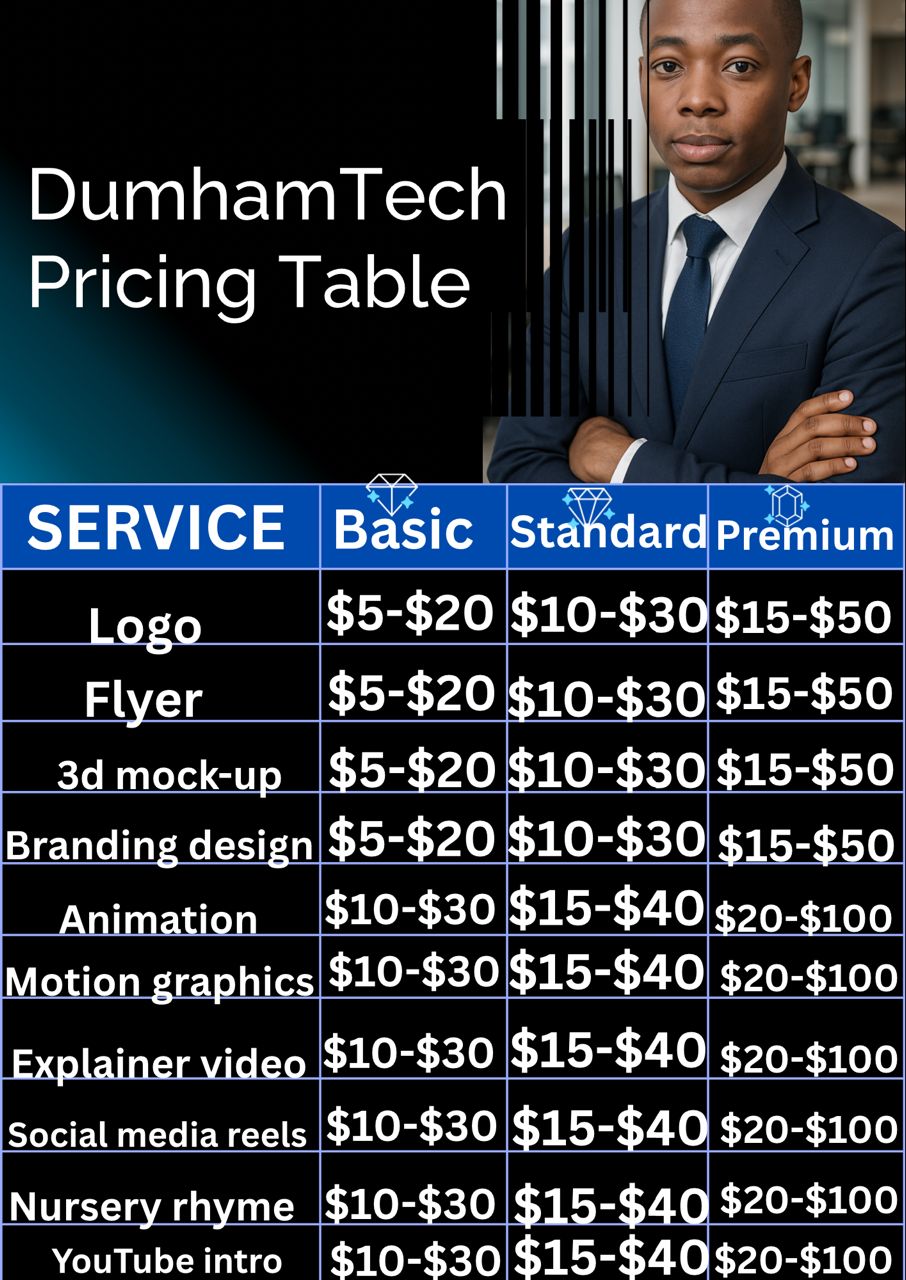 DumhamTech
Pricing Table
SERVICE Basic Standard Premium
Logo $5-$20 $10-$30 $15-$50
Flyer $5-$20 $10-$30 $15-$50
3d mock-up $5-$20 $10-$30 $15-$50
Branding design $5-$20 $10-$30 $15-$50
Animation $10-$30 $15-$40 $20-$100
Motion graphics $10-$30 $15-$40 $20-$100
Explainer video $10-$30 $15-$40 $20-$100
Social media reels $10-$30 $15-$40 $20-$100
Nursery rhyme $10-$30 $15-$40 $20-$100
YouTube intro $10-$30 $15-$40 $20-$100